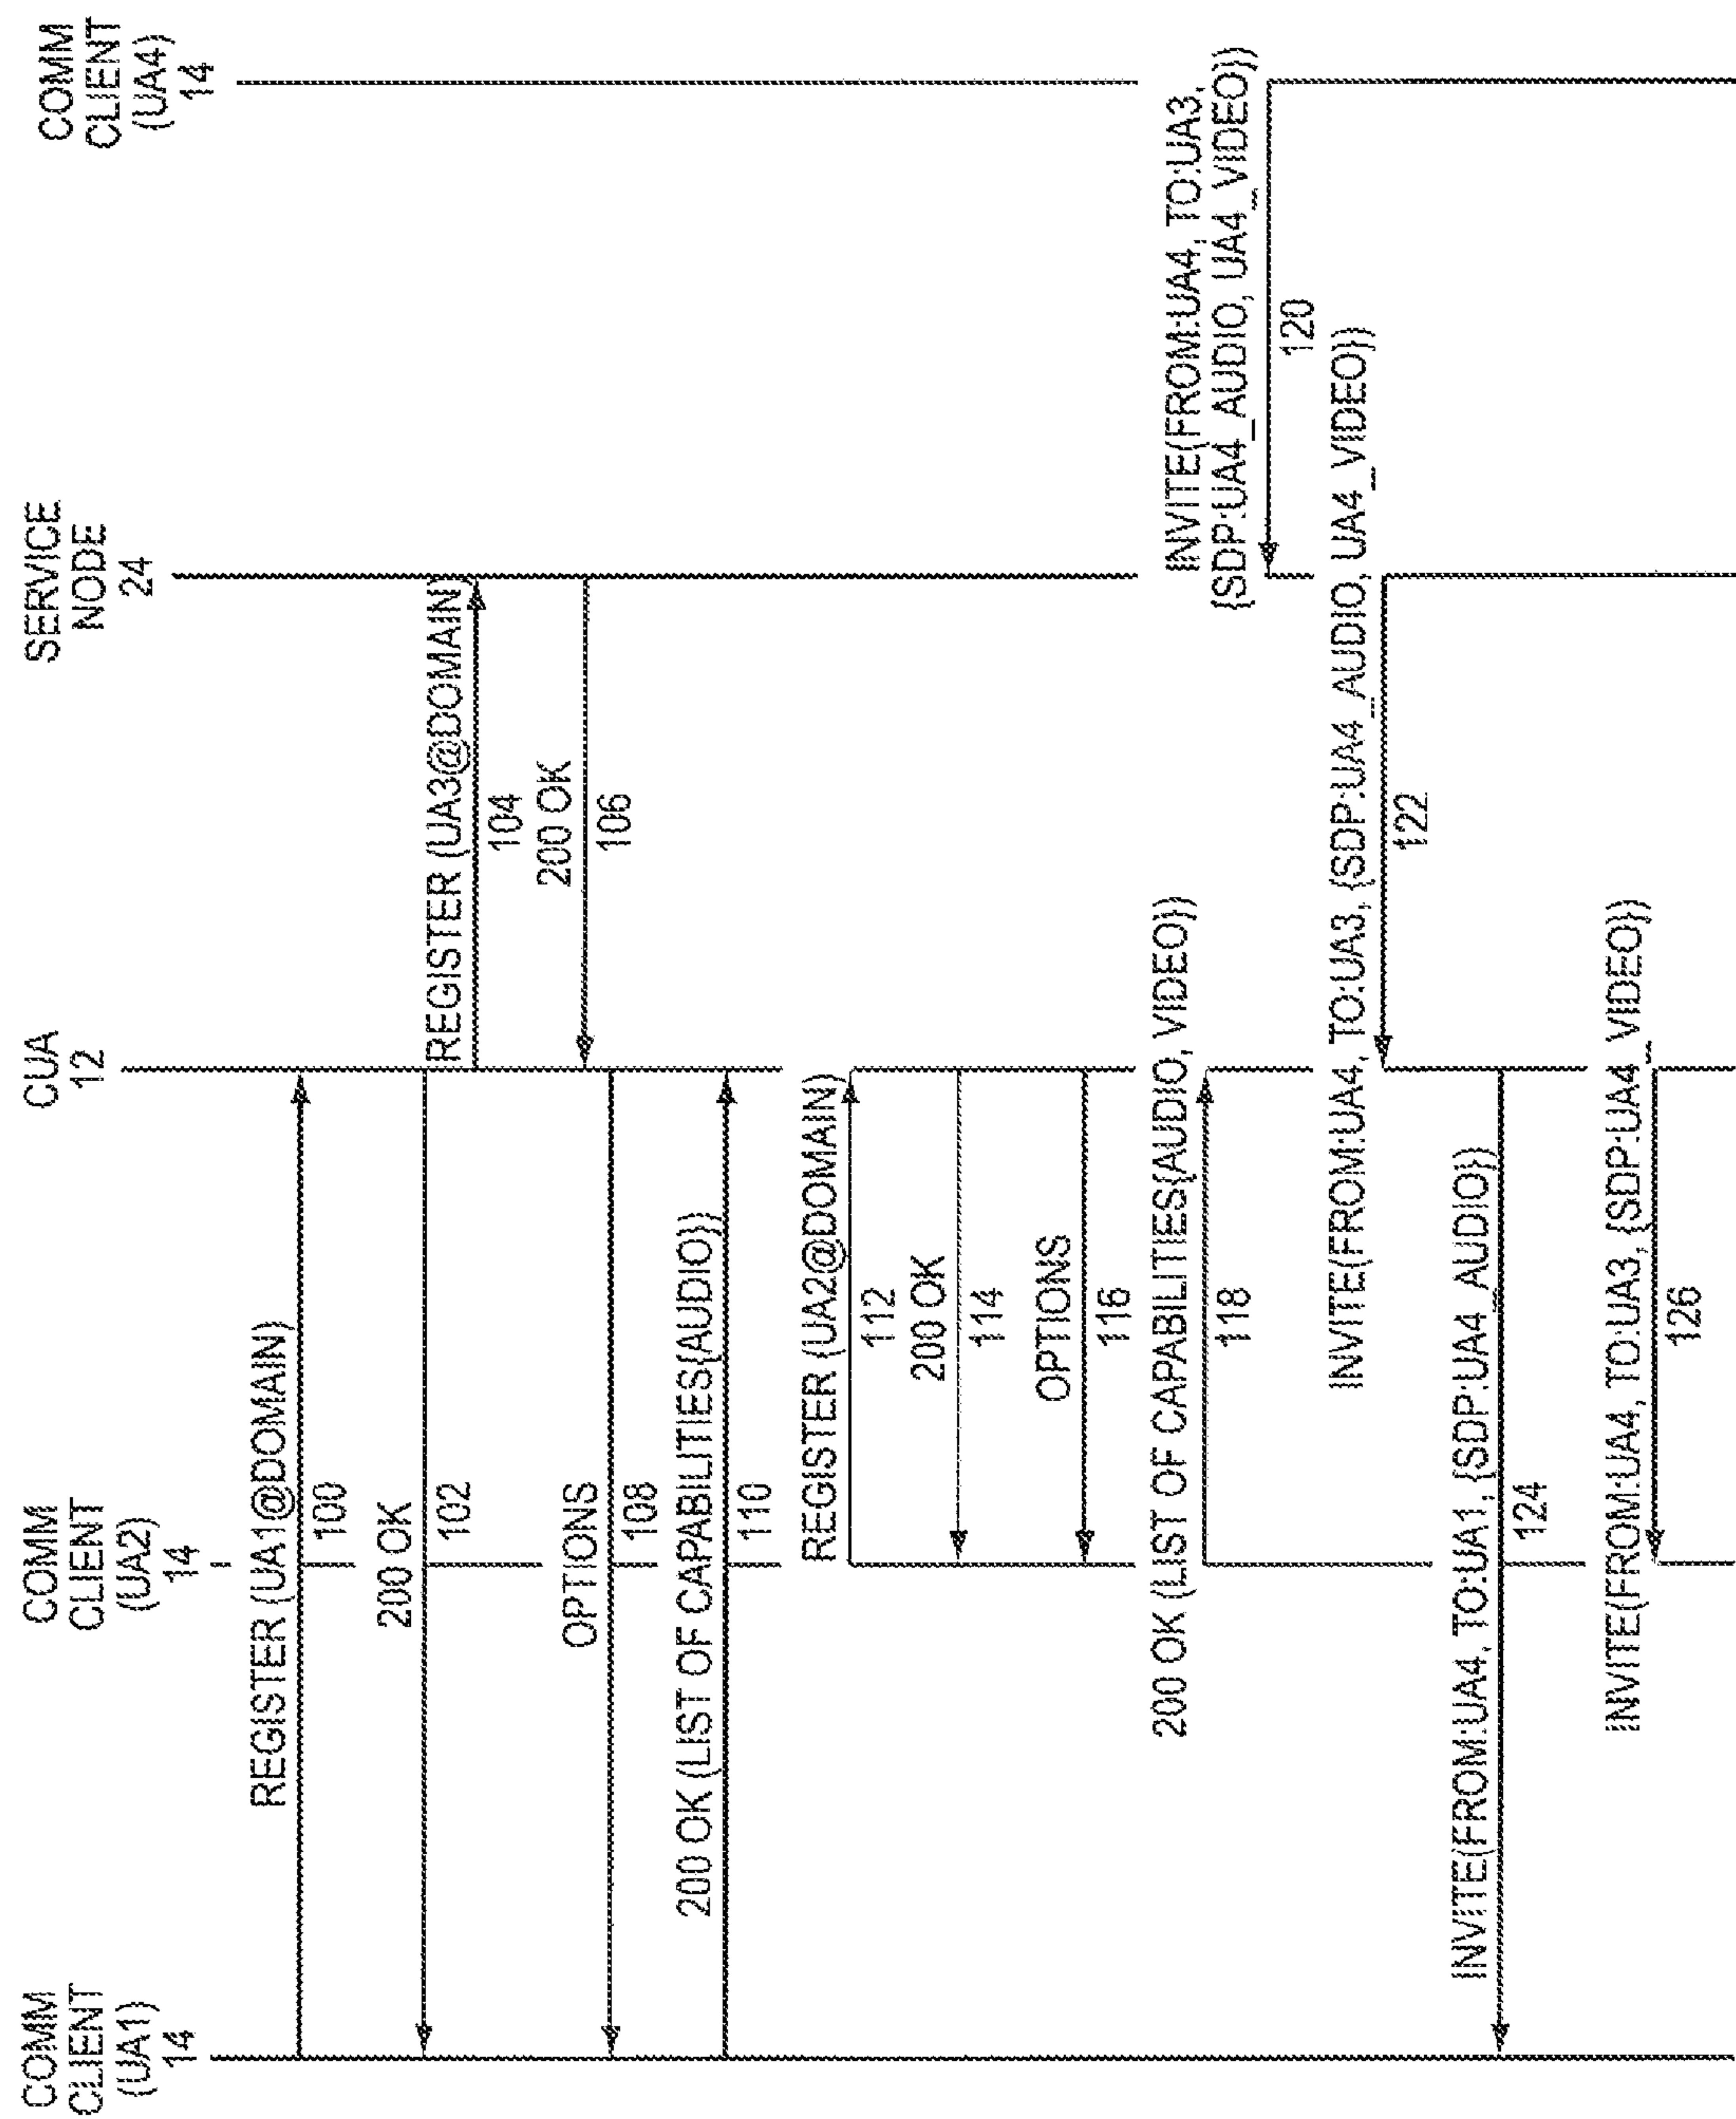 COMM
CLIENT
(UA1)
14
COMM
CLIENT
(UA2)
14
CUA
12
SERVICE
NODE
24
COMM
CLIENT
(UA4)
14
REGISTER (UA1@DOMAIN)
100
200 OK
102
REGISTER (UA3@DOMAIN)
104
200 OK
106
OPTIONS
108
200 OK (LIST OF CAPABILITIES{AUDIO})
110
REGISTER (UA2@DOMAIN)
112
200 OK
114
OPTIONS
116
200 OK (LIST OF CAPABILITIES{AUDIO, VIDEO})
118
INVITE(FROM:UA4, TO:UA3,
{SDP:UA4_AUDIO, UA4_VIDEO})
120
INVITE(FROM:UA4, TO:UA3, {SDP:UA4_AUDIO, UA4_VIDEO})
122
INVITE(FROM:UA4, TO:UA1, {SDP:UA4_AUDIO})
124
INVITE(FROM:UA4, TO:UA3, {SDP:UA4_VIDEO})
126